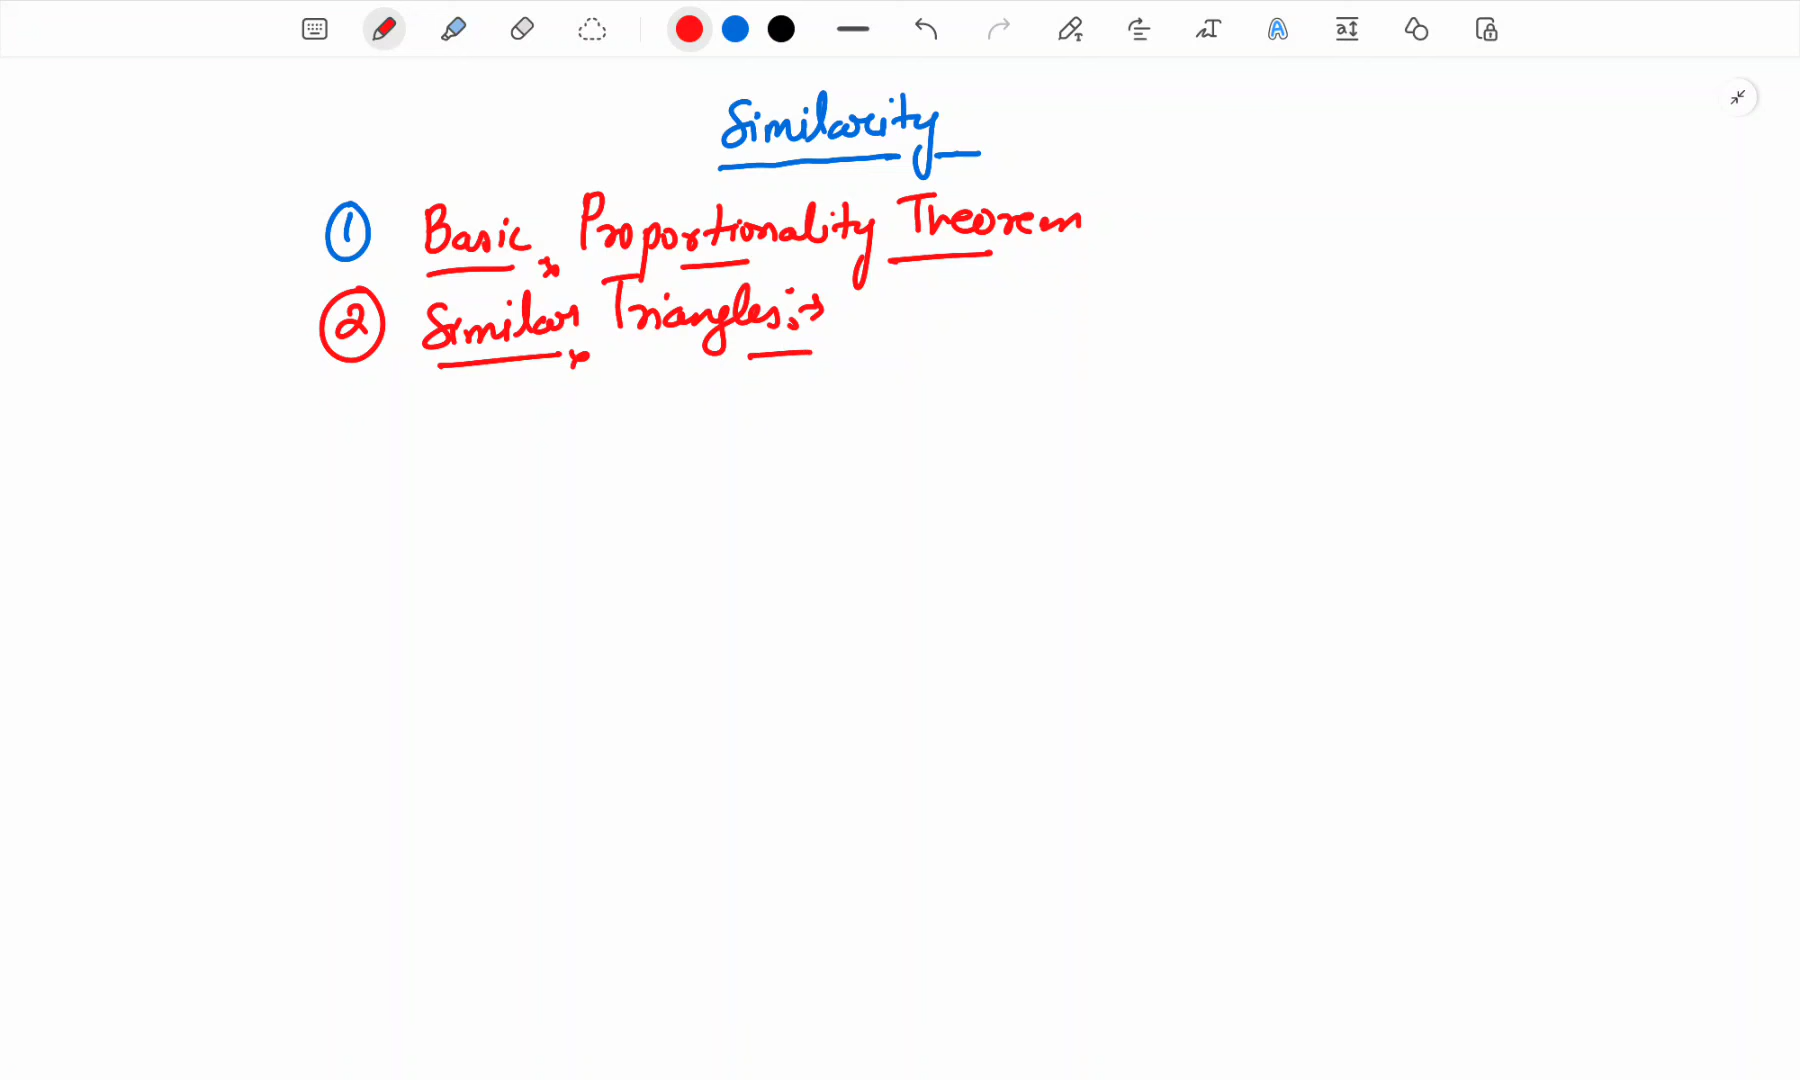 Similarity
① Basic Proportionality Theorem
② Similar Triangles:→